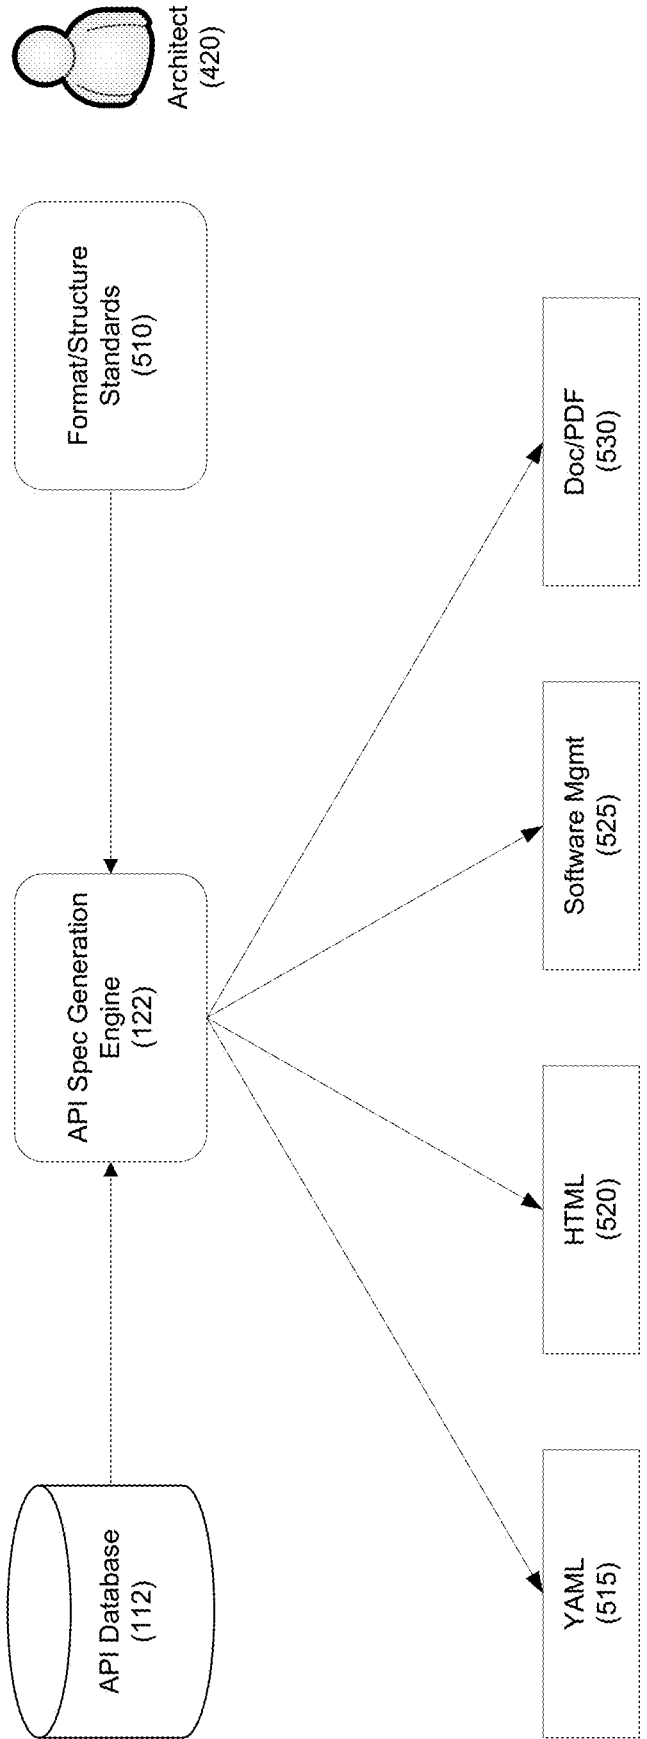 API Database
(112)
API Spec Generation
Engine
(122)
Format/Structure
Standards
(510)
Architect
(420)
YAML
(515)
HTML
(520)
Software Mgmt
(525)
Doc/PDF
(530)